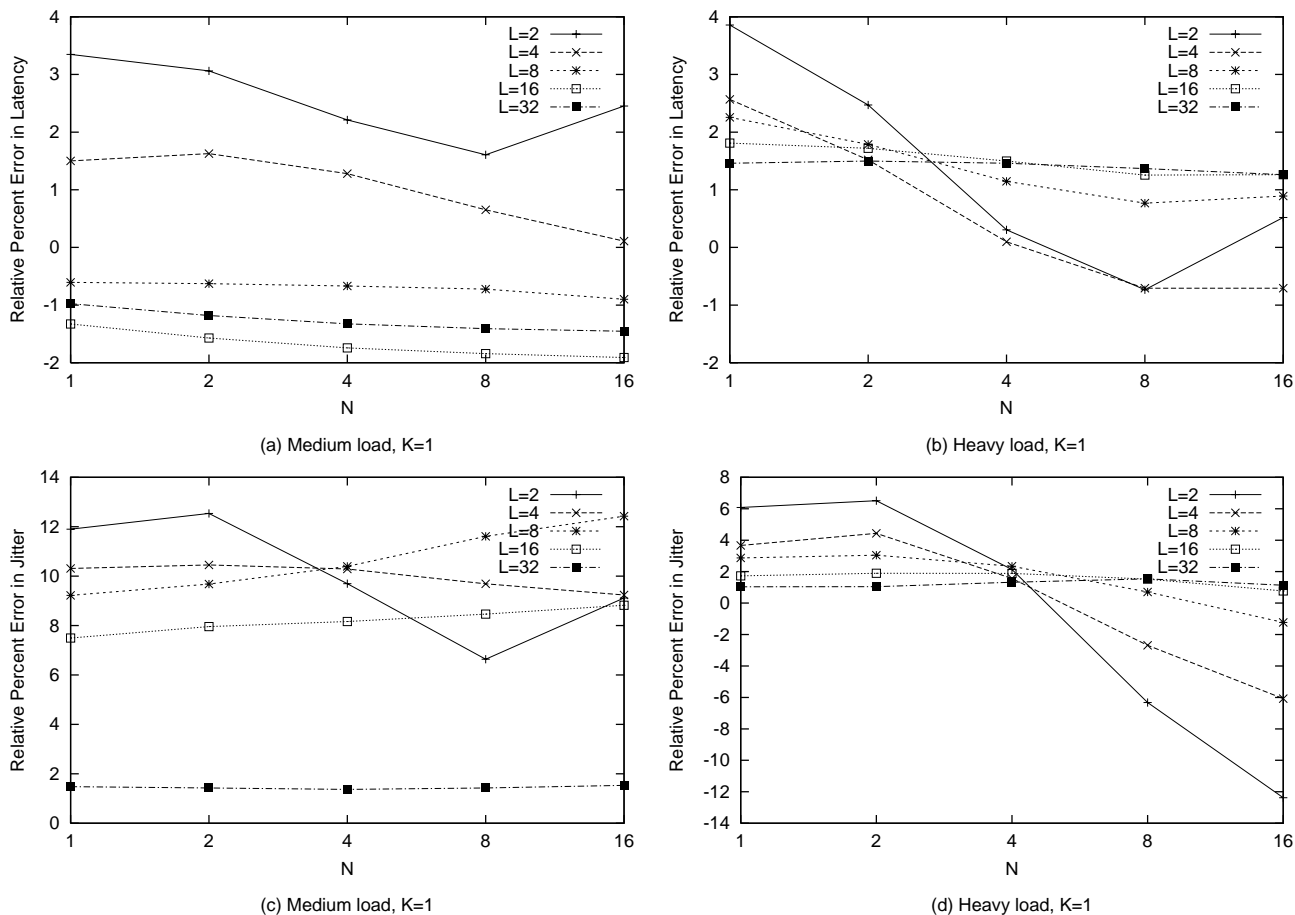 Relative Percent Error in Latency
4
3
2
1
0
-1
-2
L=2
L=4
L=8
L=16
L=32
1 2 4 8 16
N
(a) Medium load, K=1
Relative Percent Error in Latency
4
3
2
1
0
-1
-2
L=2
L=4
L=8
L=16
L=32
1 2 4 8 16
N
(b) Heavy load, K=1
Relative Percent Error in Jitter
14
12
10
8
6
4
2
0
L=2
L=4
L=8
L=16
L=32
1 2 4 8 16
N
(c) Medium load, K=1
Relative Percent Error in Jitter
8
6
4
2
0
-2
-4
-6
-8
-10
-12
-14
L=2
L=4
L=8
L=16
L=32
1 2 4 8 16
N
(d) Heavy load, K=1